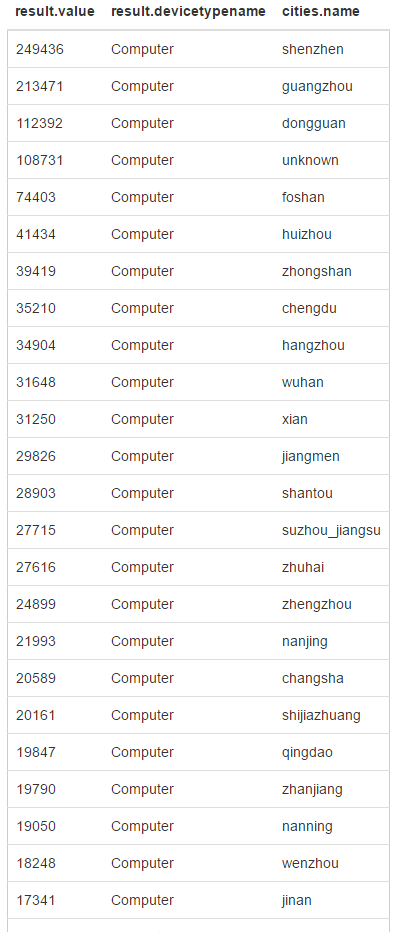 result.value result.devicetypename cities.name
249436 Computer shenzhen
213471 Computer guangzhou
112392 Computer dongguan
108731 Computer unknown
74403 Computer foshan
41434 Computer huizhou
39419 Computer zhongshan
35210 Computer chengdu
34904 Computer hangzhou
31648 Computer wuhan
31250 Computer xian
29826 Computer jiangmen
28903 Computer shantou
27715 Computer suzhou_jiangsu
27616 Computer zhuhai
24899 Computer zhengzhou
21993 Computer nanjing
20589 Computer changsha
20161 Computer shijiazhuang
19847 Computer qingdao
19790 Computer zhanjiang
19050 Computer nanning
18248 Computer wenzhou
17341 Computer jinan